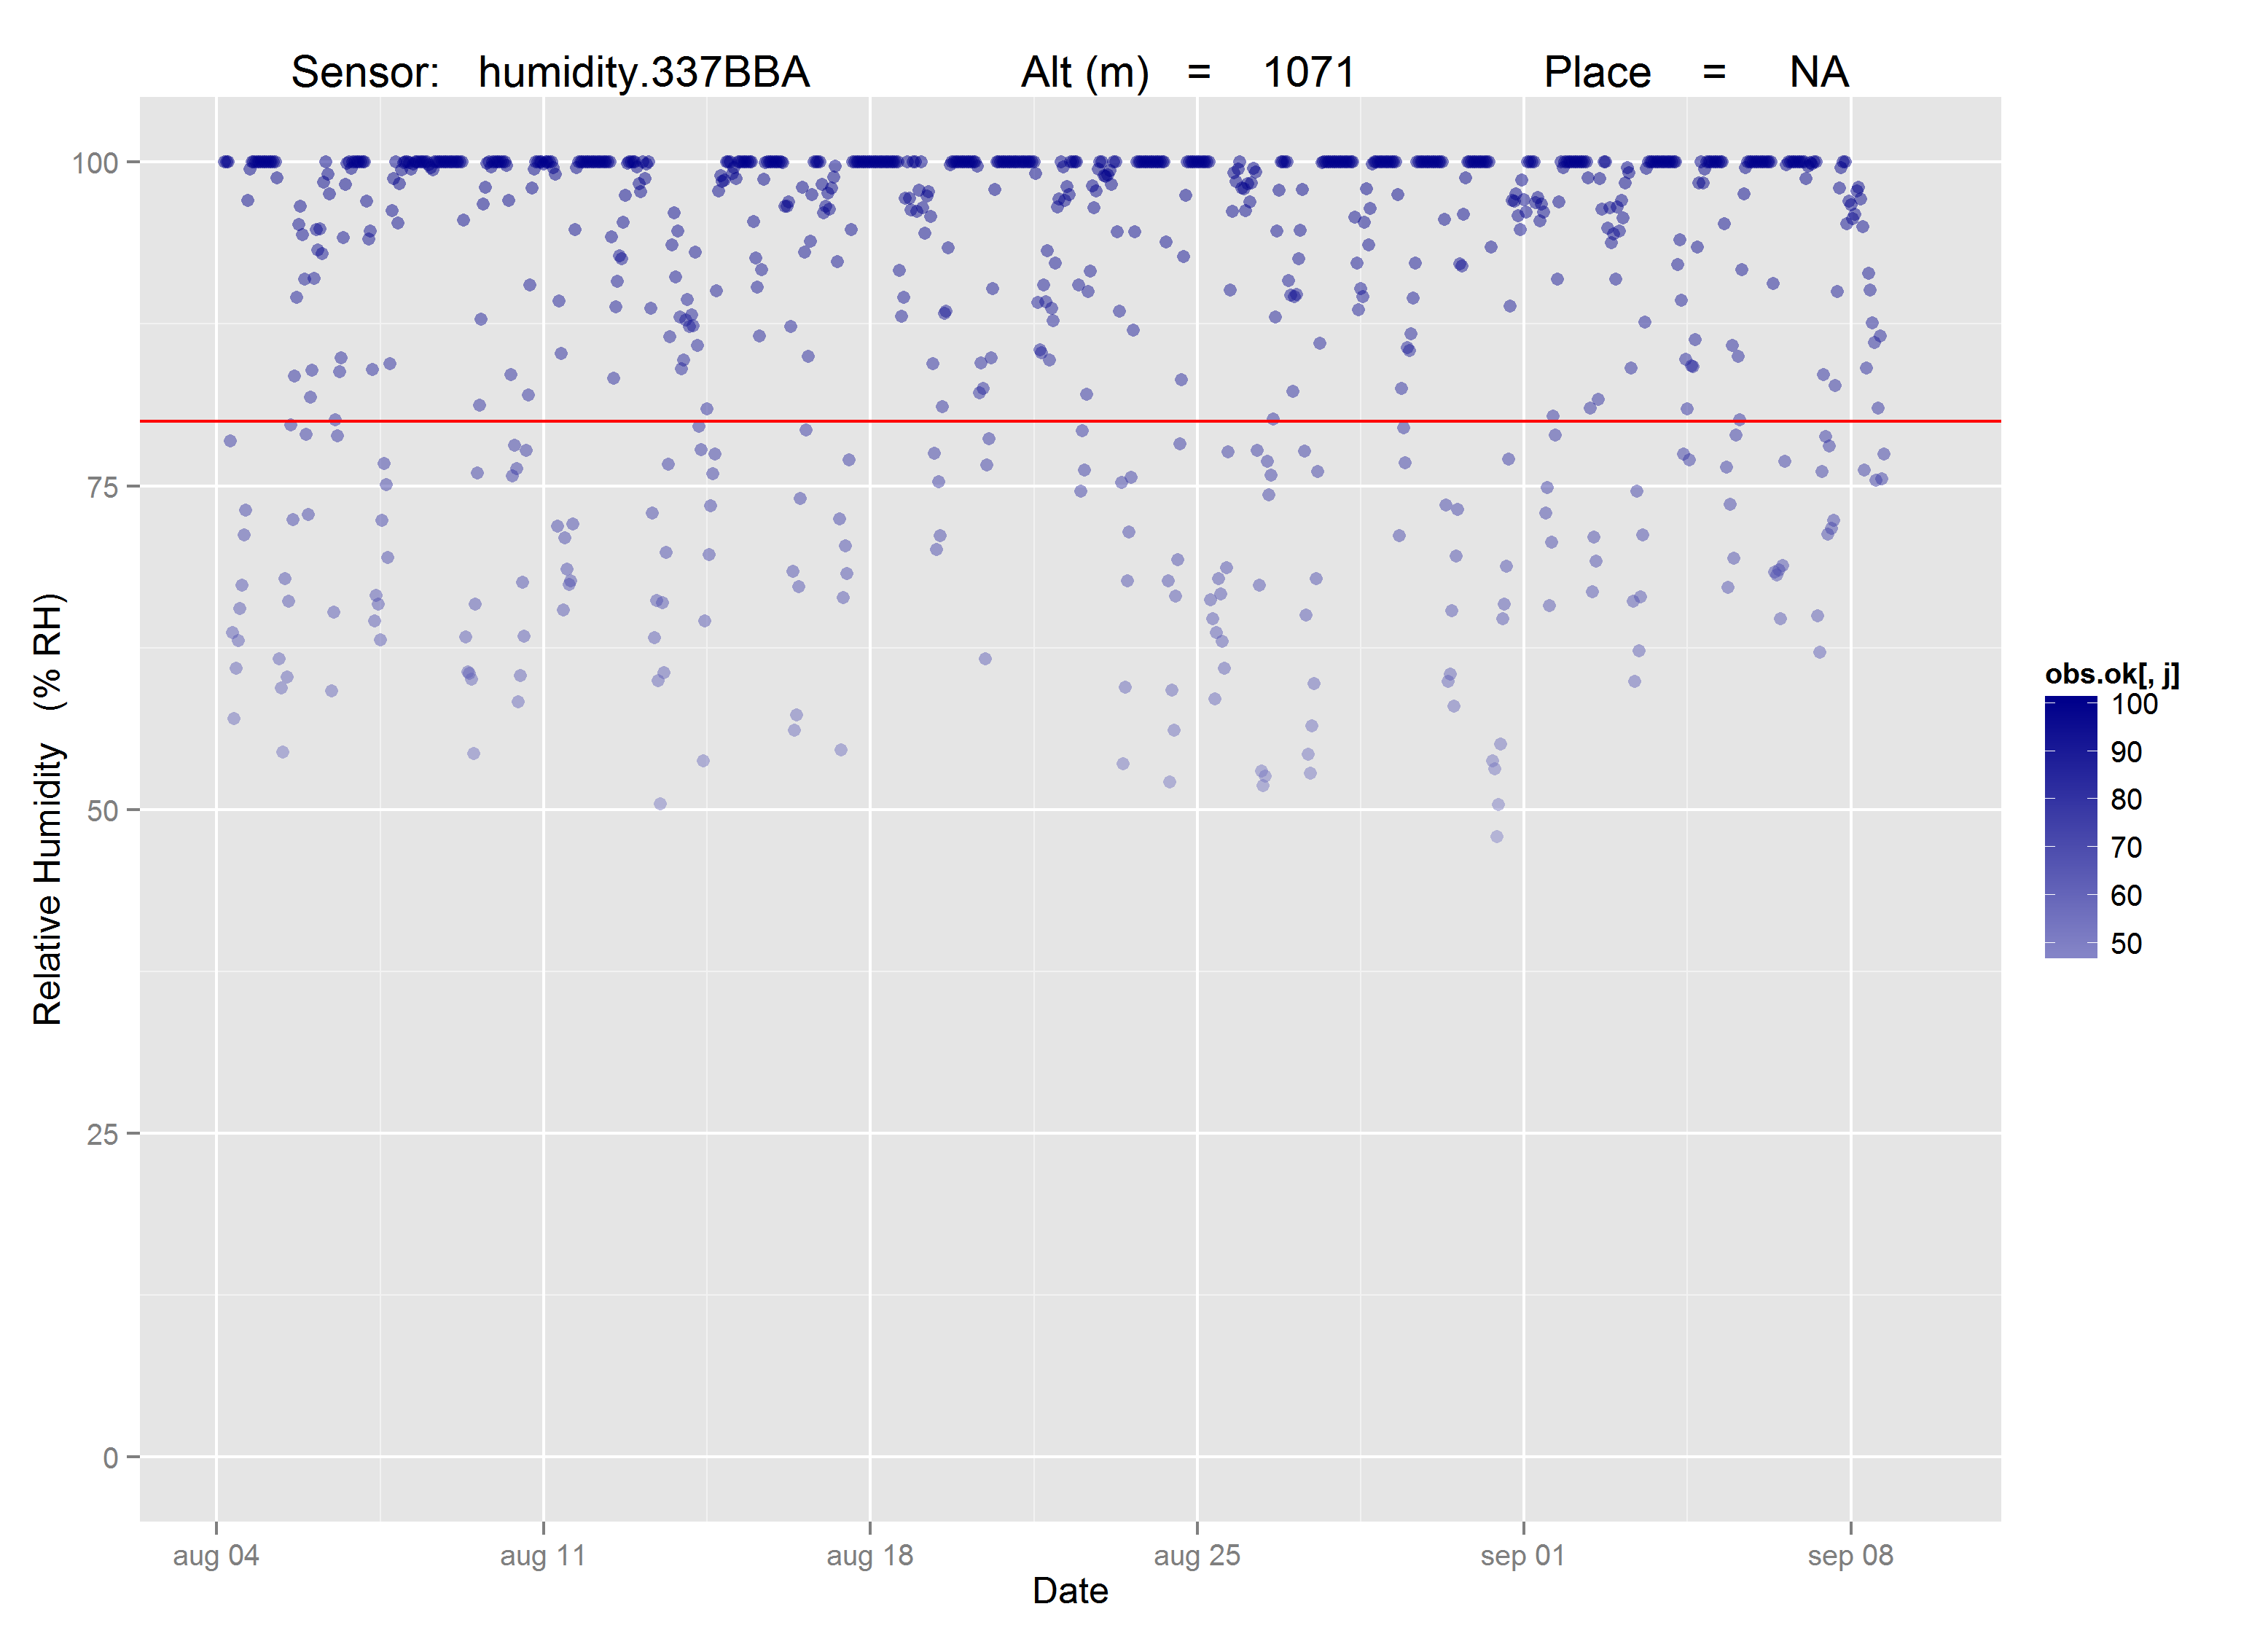 Sensor: humidity.337BBA Alt (m) = 1071 Place = NA
100
75
50
25
0
Relative Humidity (% RH)
aug 04 aug 11 aug 18 aug 25 sep 01 sep 08
Date
obs.ok[, j]
100
90
80
70
60
50